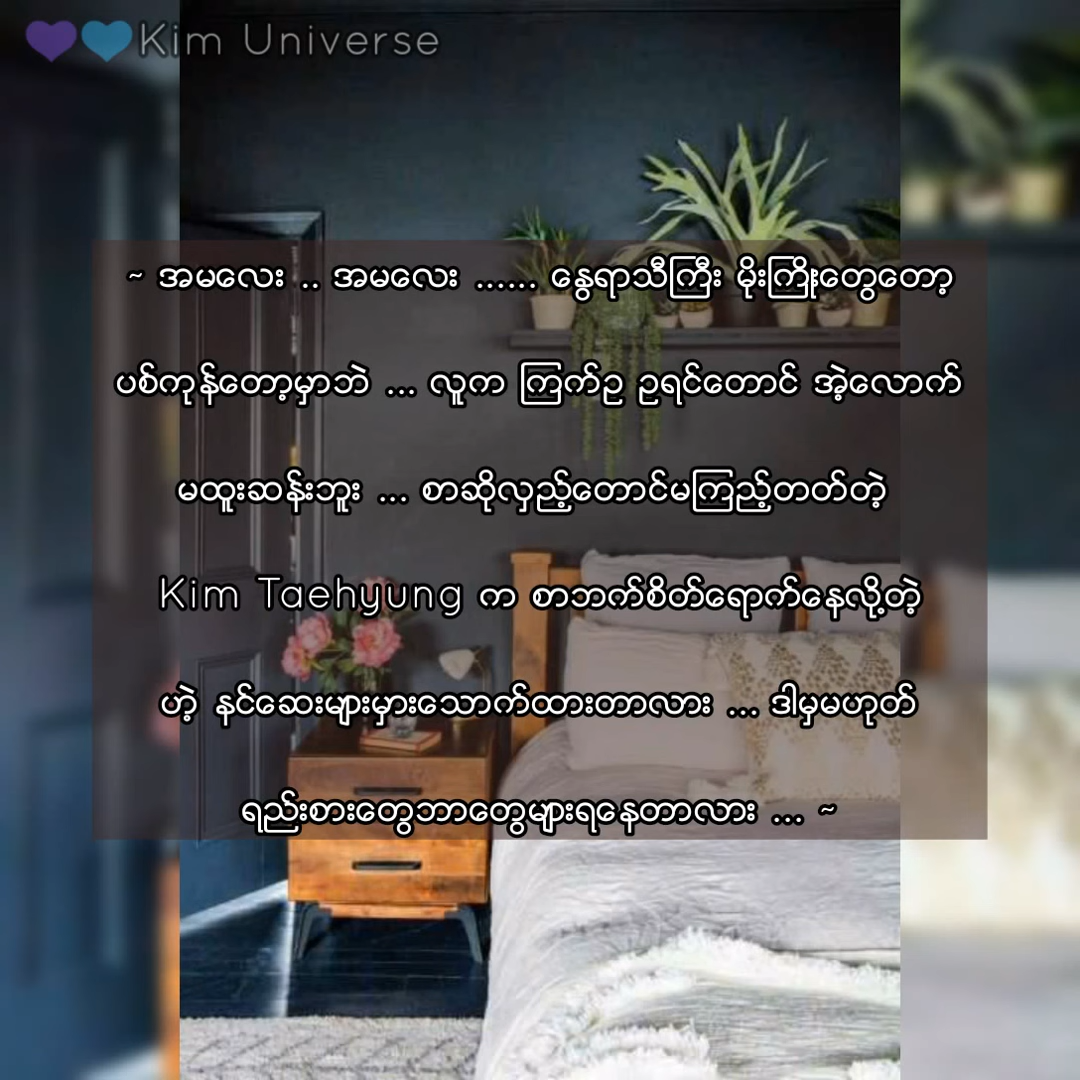 Kim Universe
~ အမလေး .. အမလေး ...... နွေရာသီကြီး မိုးကြိုးတွေတော့
ပစ်ကုန်တော့မှာဘဲ ... လူက ကြက်ဥ ဥရင်တောင် အဲ့လောက်
မထူးဆန်းဘူး ... စာဆိုလှည့်တောင်မကြည့်တတ်တဲ့
Kim Taehyung က စာဘက်စိတ်ရောက်နေလို့တဲ့
ဟဲ့ နင်ဆေးများမှားသောက်ထားတာလား ... ဒါမှမဟုတ်
ရည်းစားတွေဘာတွေများရနေတာလား ... ~